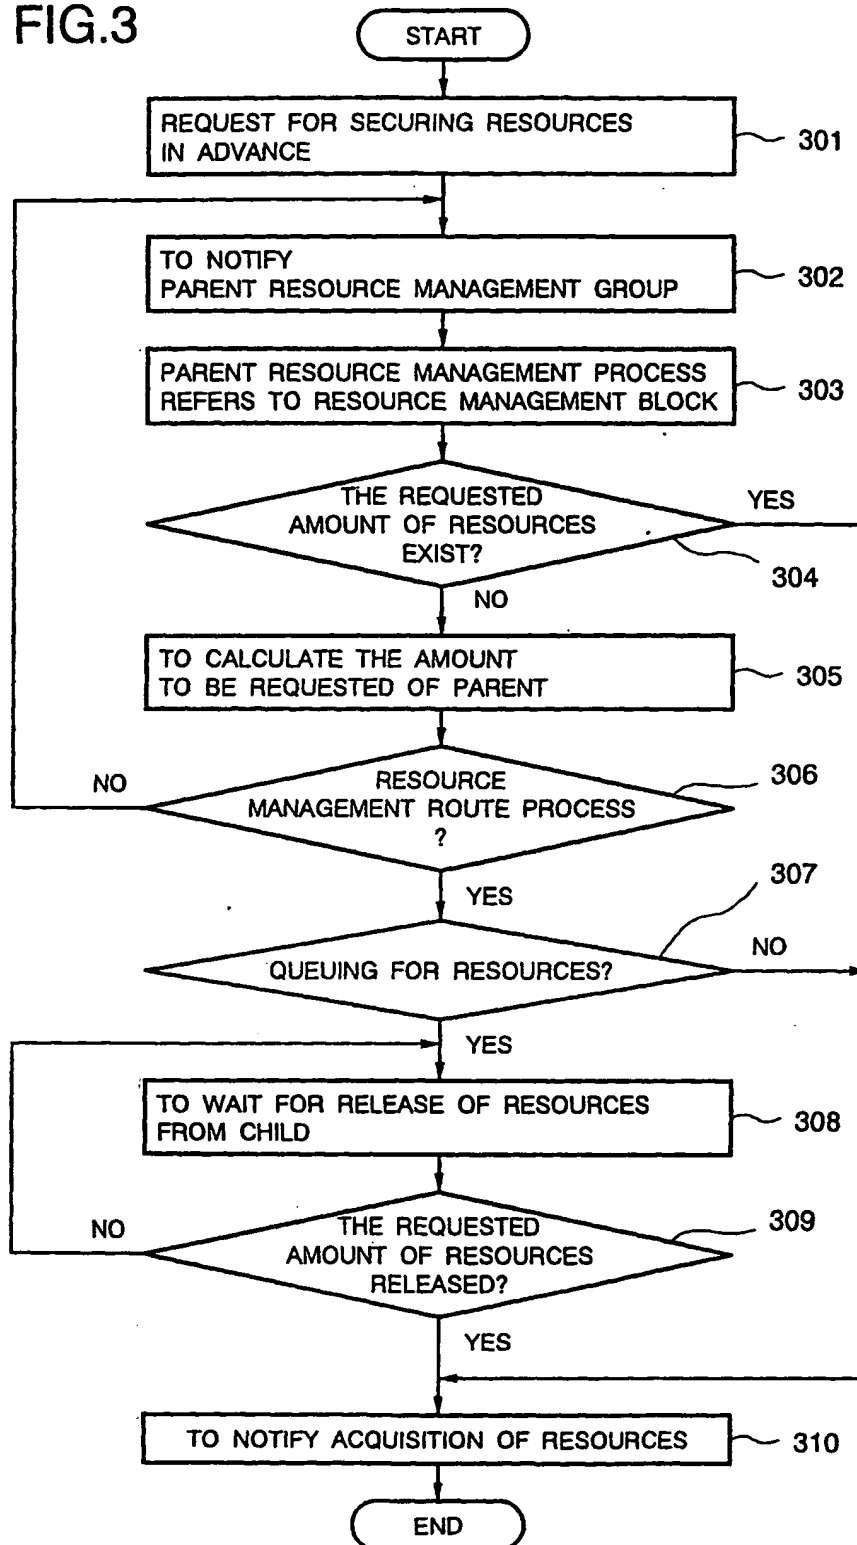 FIG.3
START
REQUEST FOR SECURING RESOURCES
IN ADVANCE
301
TO NOTIFY
PARENT RESOURCE MANAGEMENT GROUP
302
PARENT RESOURCE MANAGEMENT PROCESS
REFERS TO RESOURCE MANAGEMENT BLOCK
303
THE REQUESTED
AMOUNT OF RESOURCES
EXIST?
YES
304
NO
TO CALCULATE THE AMOUNT
TO BE REQUESTED OF PARENT
305
NO
RESOURCE
MANAGEMENT ROUTE PROCESS
?
306
YES
307
QUEUING FOR RESOURCES?
NO
YES
TO WAIT FOR RELEASE OF RESOURCES
FROM CHILD
308
NO
THE REQUESTED
AMOUNT OF RESOURCES
RELEASED?
309
YES
TO NOTIFY ACQUISITION OF RESOURCES
310
END